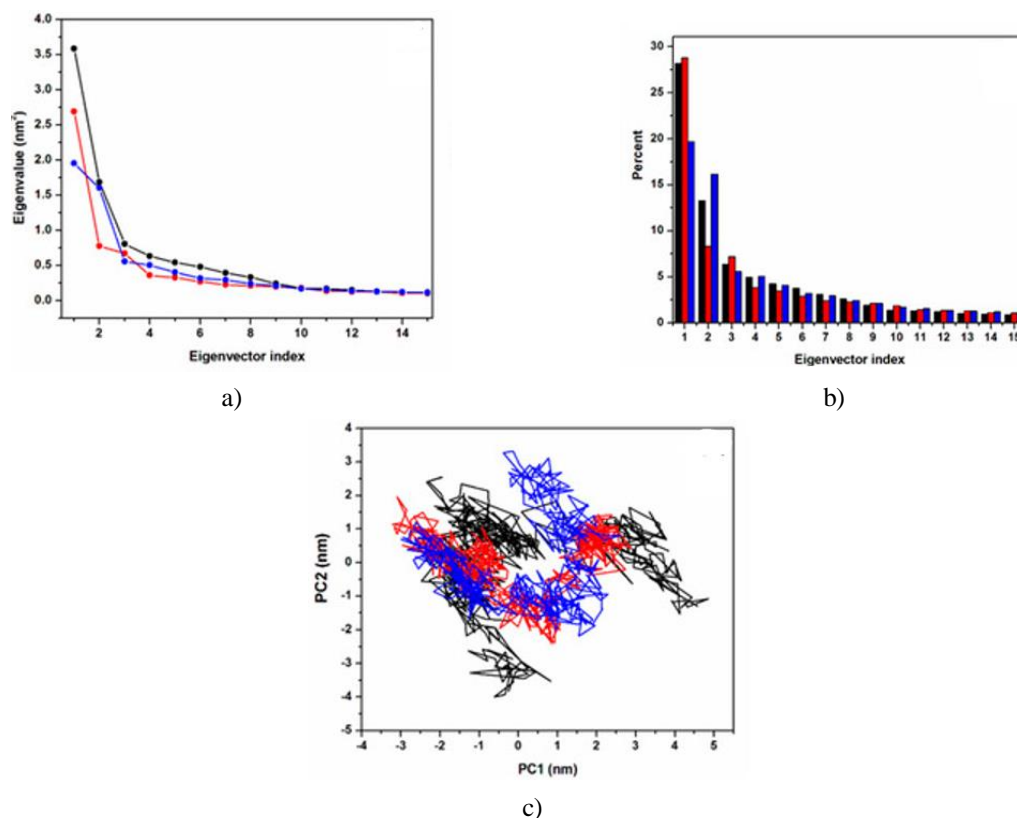 4.0
3.5
3.0
2.5
2.0
1.5
1.0
0.5
0.0
Eigenvalue (nm²)
2 4 6 8 10 12 14
Eigenvector index
a)
30
25
20
15
10
5
0
Percent
1 2 3 4 5 6 7 8 9 10 11 12 13 14 15
Eigenvector index
b)
4
3
2
1
0
-1
-2
-3
-4
-5
PC2 (nm)
-4 -3 -2 -1 0 1 2 3 4 5
PC1 (nm)
c)